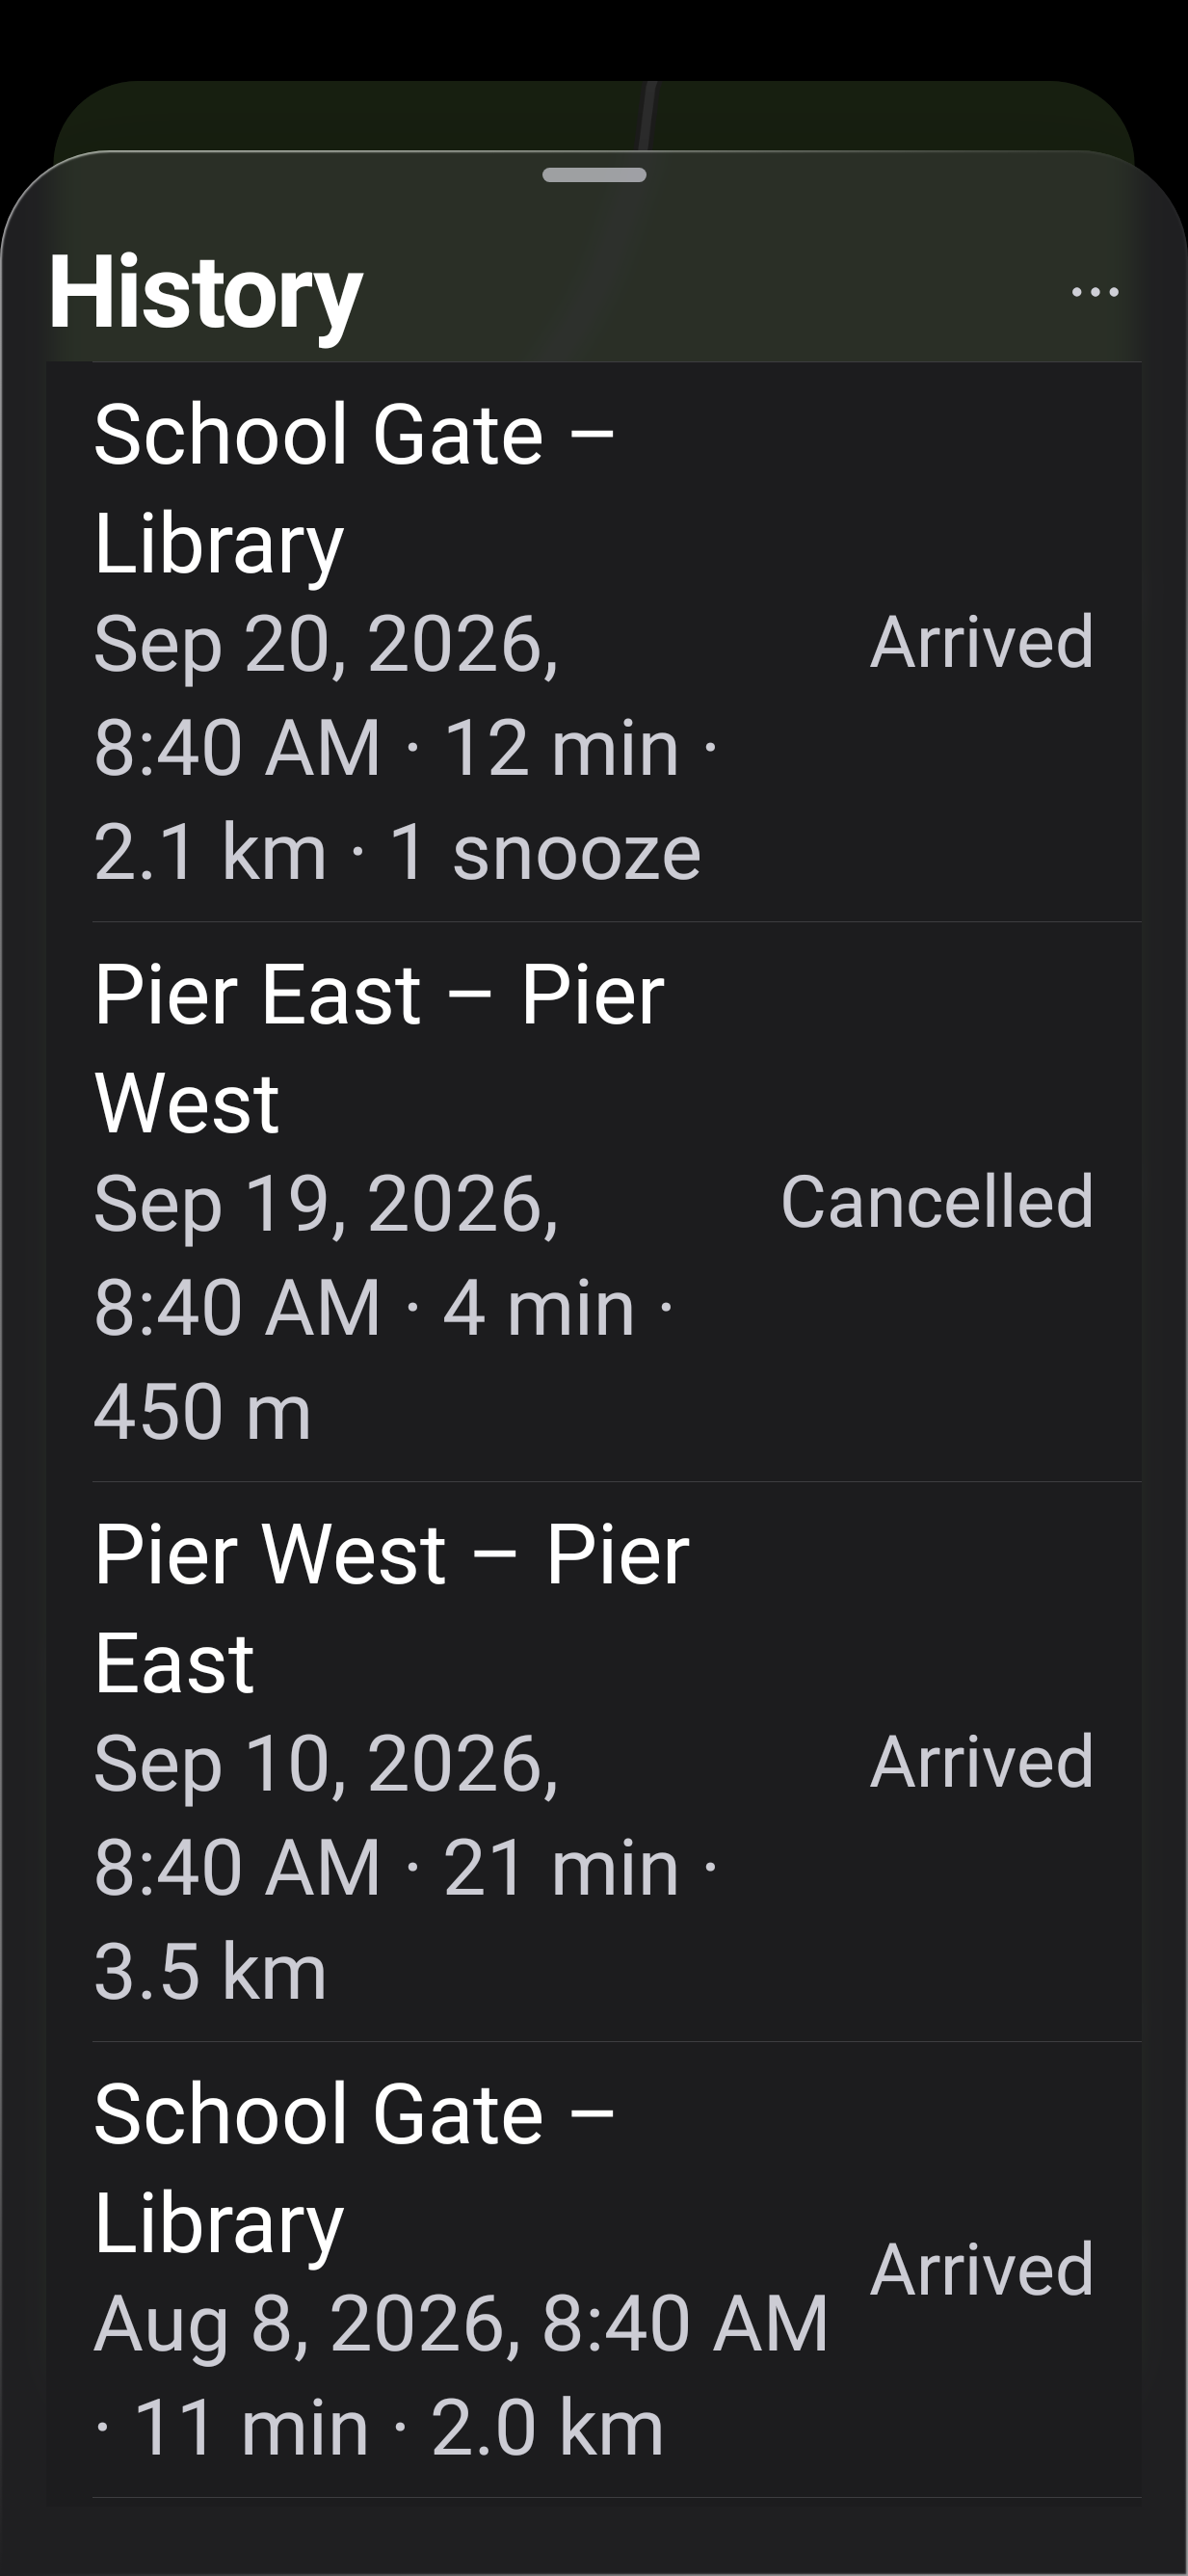 History
School Gate –
Library
Sep 20, 2026,
8:40 AM · 12 min ·
2.1 km · 1 snooze
Arrived
Pier East – Pier
West
Sep 19, 2026,
8:40 AM · 4 min ·
450 m
Cancelled
Pier West – Pier
East
Sep 10, 2026,
8:40 AM · 21 min ·
3.5 km
Arrived
School Gate –
Library
Aug 8, 2026, 8:40 AM
· 11 min · 2.0 km
Arrived